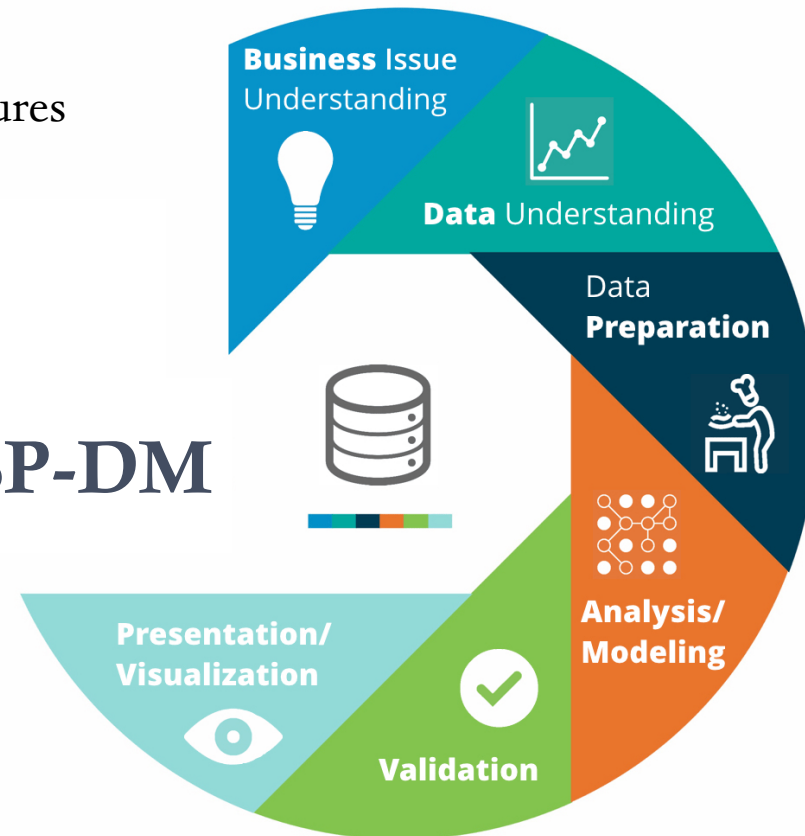 ures
Business Issue
Understanding
Data Understanding
Data
Preparation
P-DM
Analysis/
Modeling
Presentation/
Visualization
Validation